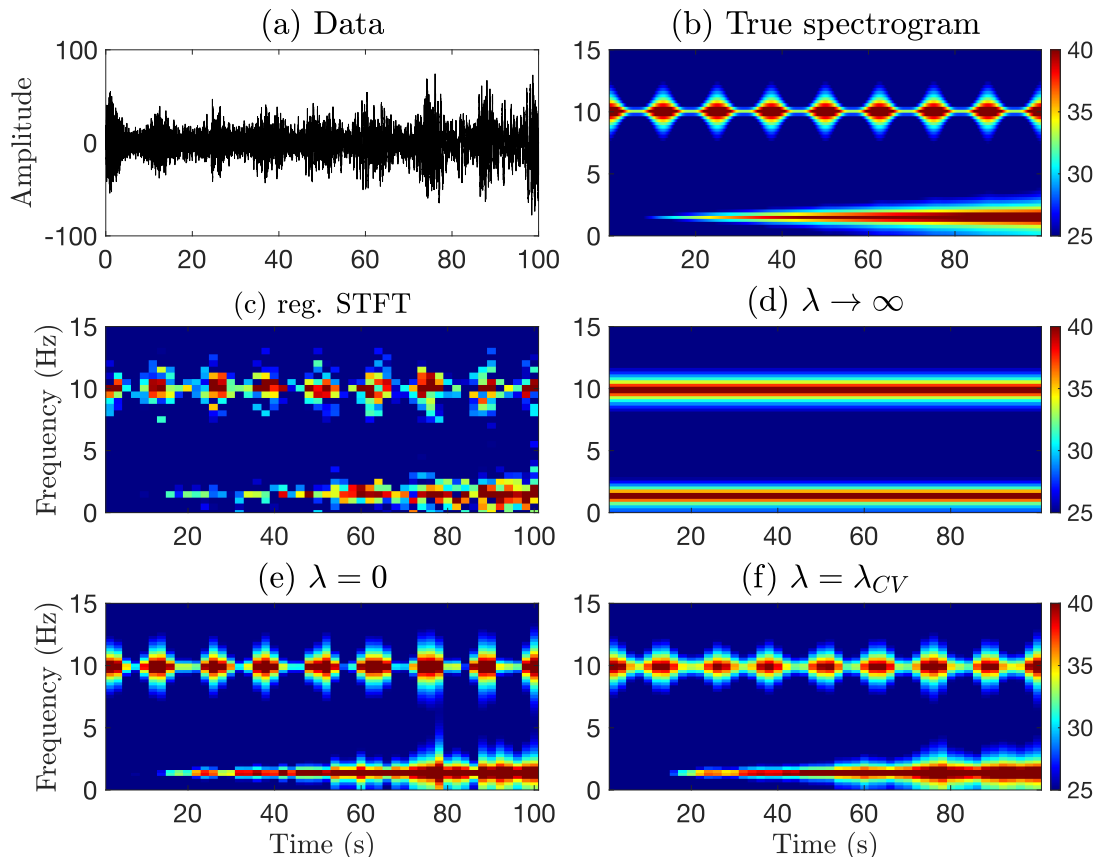 (a) Data
(b) True spectrogram
100
0
-100
Amplitude
0 20 40 60 80 100
15
10
5
0
20 40 60 80
40
35
30
25
(c) reg. STFT
(d) λ → ∞
15
10
5
0
Frequency (Hz)
20 40 60 80 100
15
10
5
0
20 40 60 80
40
35
30
25
(e) λ = 0
(f) λ = λ_CV
15
10
5
0
Frequency (Hz)
20 40 60 80 100
Time (s)
15
10
5
0
20 40 60 80
Time (s)
40
35
30
25